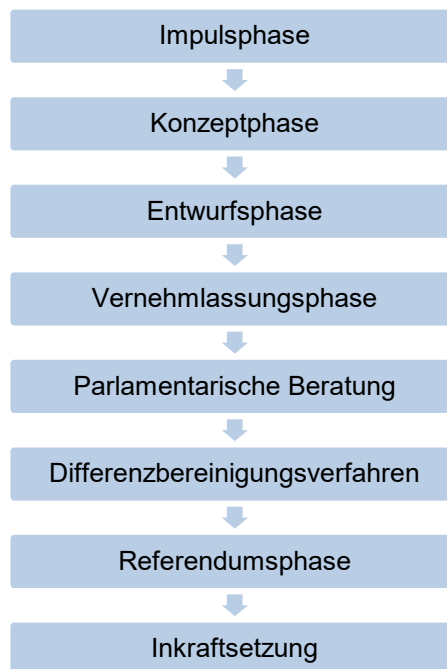 Impulsphase
Konzeptphase
Entwurfsphase
Vernehmlassungsphase
Parlamentarische Beratung
Differenzbereinigungsverfahren
Referendumsphase
Inkraftsetzung